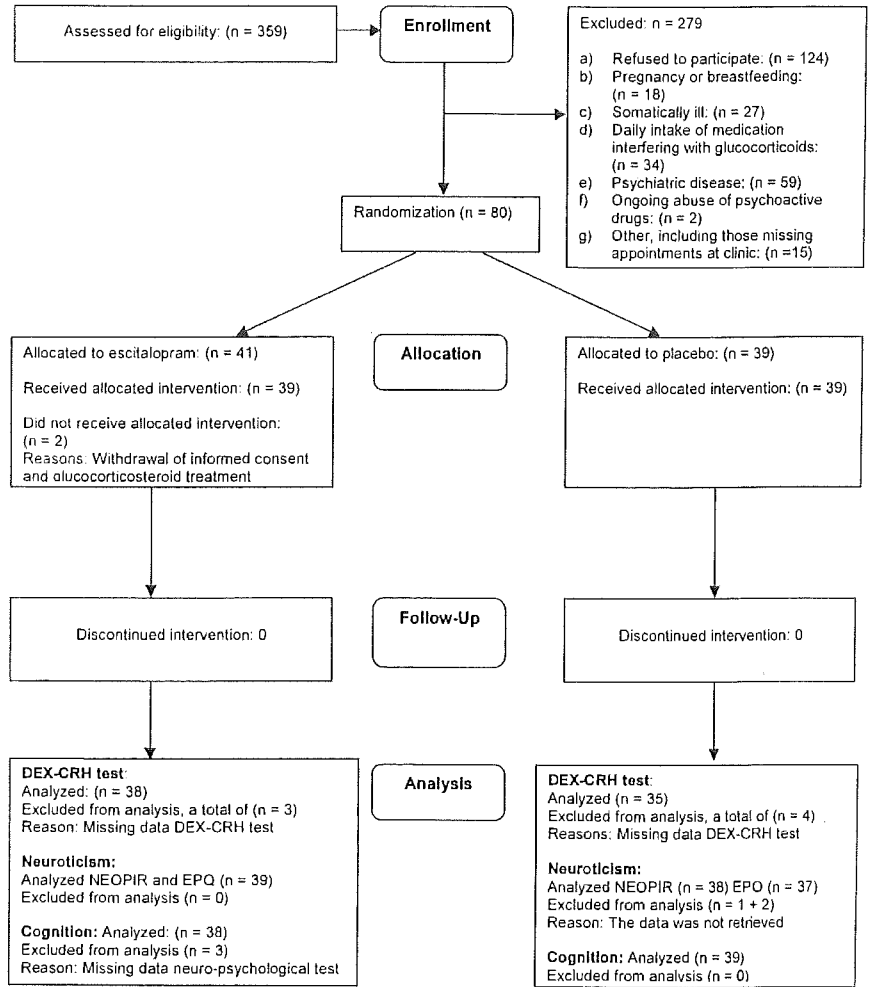 Assessed for eligibility: (n = 359)
Enrollment
Excluded: n = 279
a) Refused to participate: (n = 124)
b) Pregnancy or breastfeeding:
(n = 18)
c) Somatically ill: (n = 27)
d) Daily intake of medication
interfering with glucocorticoids:
(n = 34)
e) Psychiatric disease: (n = 59)
f) Ongoing abuse of psychoactive
drugs: (n = 2)
g) Other, including those missing
appointments at clinic: (n =15)
Randomization (n = 80)
Allocated to escitalopram: (n = 41)
Received allocated intervention: (n = 39)
Did not receive allocated intervention:
(n = 2)
Reasons: Withdrawal of informed consent
and glucocorticosteroid treatment
Allocation
Allocated to placebo: (n = 39)
Received allocated intervention: (n = 39)
Discontinued intervention: 0
Follow-Up
Discontinued intervention: 0
DEX-CRH test:
Analyzed: (n = 38)
Excluded from analysis, a total of (n = 3)
Reason: Missing data DEX-CRH test
Neuroticism:
Analyzed NEOPIR and EPQ (n = 39)
Excluded from analysis (n = 0)
Cognition: Analyzed: (n = 38)
Excluded from analysis (n = 3)
Reason: Missing data neuro-psychological test
Analysis
DEX-CRH test:
Analyzed (n = 35)
Excluded from analysis, a total of (n = 4)
Reasons: Missing data DEX-CRH test
Neuroticism:
Analyzed NEOPIR (n = 38) EPQ (n = 37)
Excluded from analysis (n = 1 + 2)
Reason: The data was not retrieved
Cognition: Analyzed (n = 39)
Excluded from analysis (n = 0)